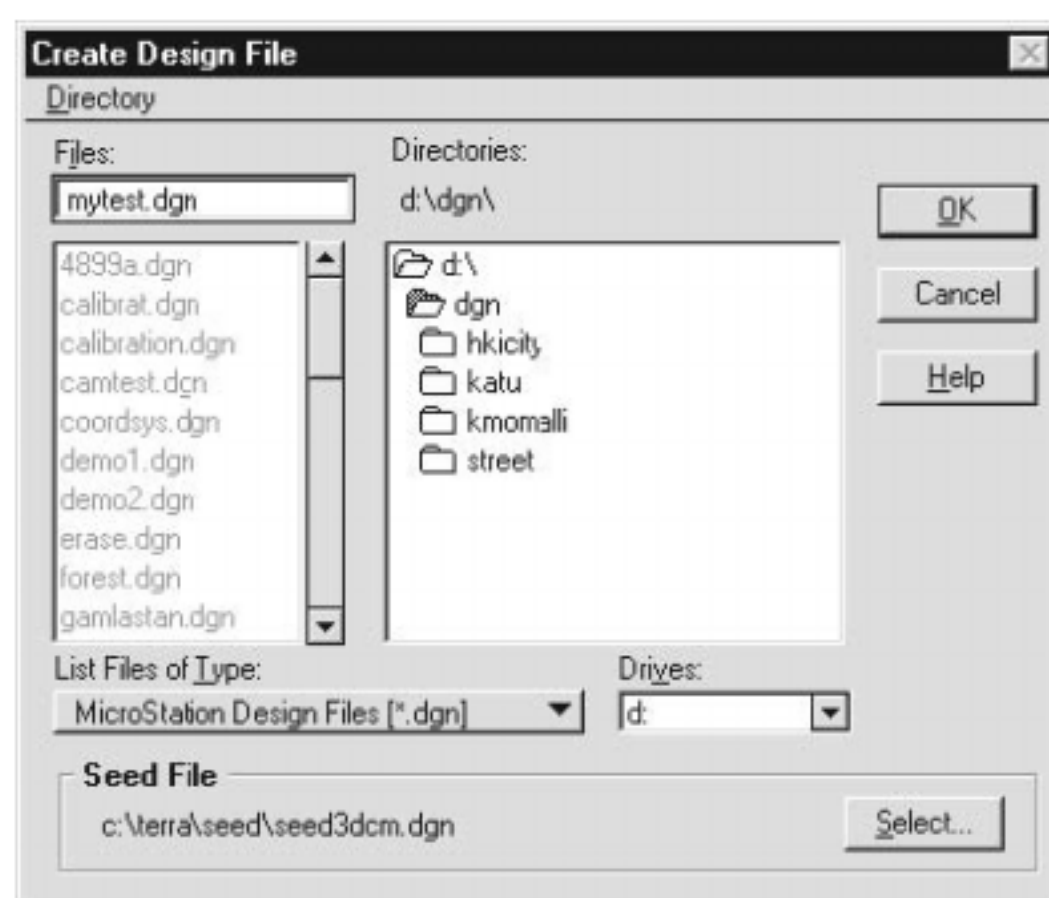 Create Design File
Directory
Files:
Directories:
mytest.dgn
d:\dgn\
OK
4899a.dgn
calibrat.dgn
calibration.dgn
camtest.dgn
coordsys.dgn
demo1.dgn
demo2.dgn
erase.dgn
forest.dgn
gamlastan.dgn
d:\
dgn
hkicity
katu
kmomalli
street
Cancel
Help
List Files of Type:
MicroStation Design Files [*.dgn]
Drives:
d:
Seed File
c:\terra\seed\seed3dcm.dgn
Select...